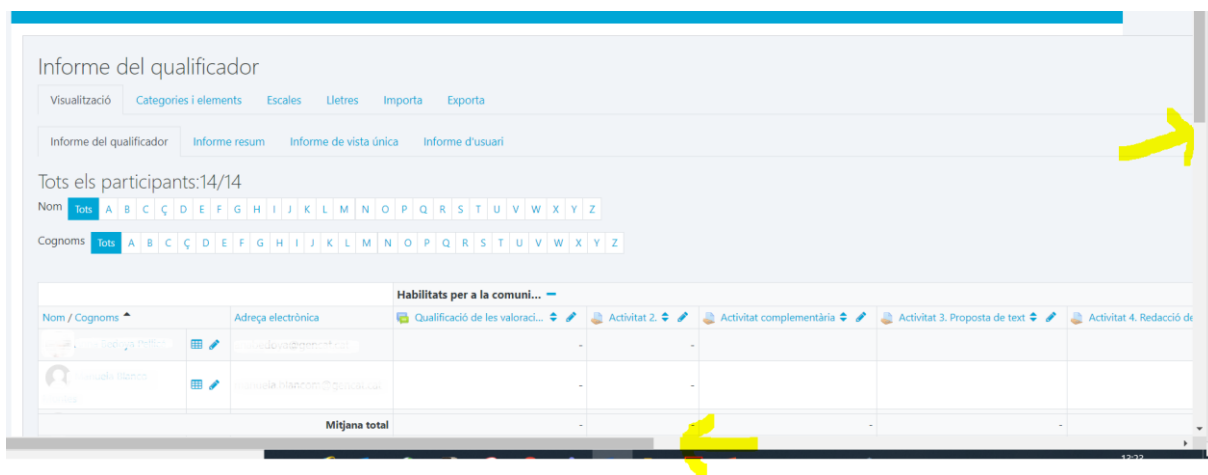 Informe del qualificador
Visualització Categories i elements Escales Lletres Importa Exporta
Informe del qualificador Informe resum Informe de vista única Informe d'usuari
Tots els participants:14/14
Nom Tots A B C Ç D E F G H I J K L M N O P Q R S T U V W X Y Z
Cognoms Tots A B C Ç D E F G H I J K L M N O P Q R S T U V W X Y Z
Habilitats per a la comuni...
Nom / Cognoms Adreça electrònica Qualificació de les valoraci... Activitat 2. Activitat complementària Activitat 3. Proposta de text Activitat 4. Redacció de
- -
- -
Mitjana total - - - -